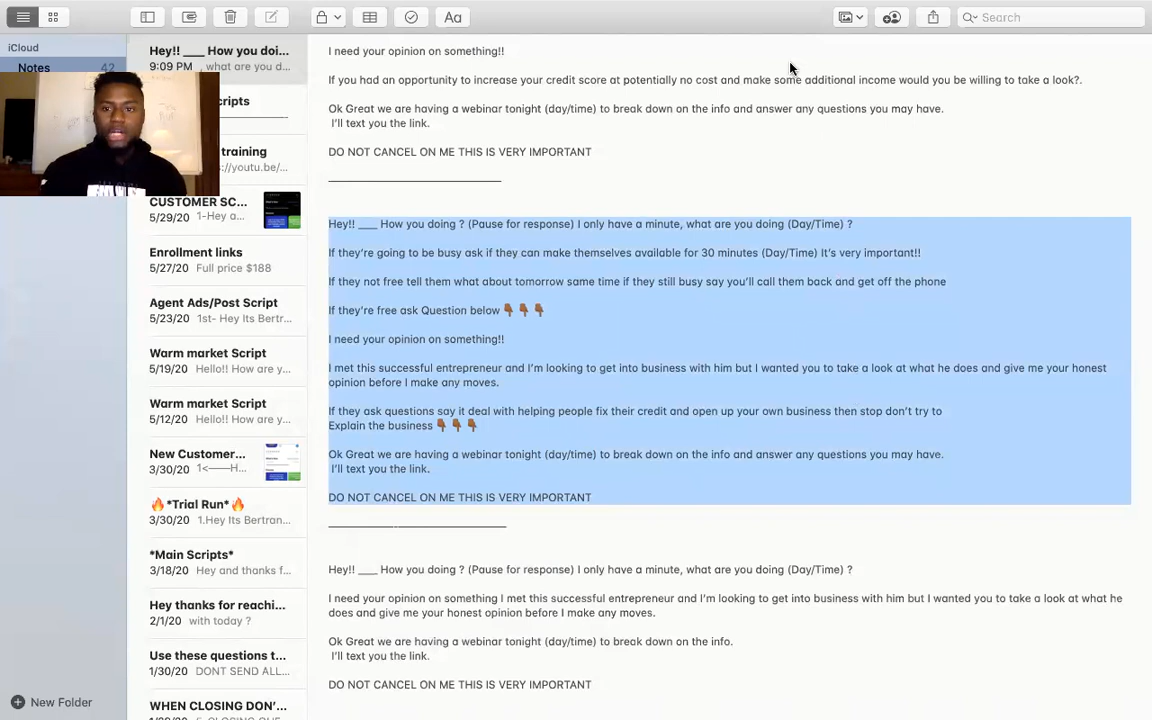 Search
iCloud
Notes 42
Hey!! ___ How you doi...
9:09 PM what are you d...
cripts
training
s://youtu.be/...
CUSTOMER SC...
5/29/20 1-Hey a...
Enrollment links
5/27/20 Full price $188
Agent Ads/Post Script
5/23/20 1st- Hey Its Bertr...
Warm market Script
5/19/20 Hello!! How are y...
Warm market Script
5/12/20 Hello!! How are y...
New Customer...
3/30/20 1<——H...
🔥*Trial Run*🔥
3/30/20 1.Hey Its Bertran...
*Main Scripts*
3/18/20 Hey and thanks f...
Hey thanks for reachi...
2/1/20 with today ?
Use these questions t...
1/30/20 DONT SEND ALL...
WHEN CLOSING DON'...
New Folder
I need your opinion on something!!
If you had an opportunity to increase your credit score at potentially no cost and make some additional income would you be willing to take a look?.
Ok Great we are having a webinar tonight (day/time) to break down on the info and answer any questions you may have.
I'll text you the link.
DO NOT CANCEL ON ME THIS IS VERY IMPORTANT
Hey!! ___ How you doing ? (Pause for response) I only have a minute, what are you doing (Day/Time) ?
If they're going to be busy ask if they can make themselves available for 30 minutes (Day/Time) It's very important!!
If they not free tell them what about tomorrow same time if they still busy say you'll call them back and get off the phone
If they're free ask Question below 👇🏾👇🏾👇🏾
I need your opinion on something!!
I met this successful entrepreneur and I'm looking to get into business with him but I wanted you to take a look at what he does and give me your honest
opinion before I make any moves.
If they ask questions say it deal with helping people fix their credit and open up your own business then stop don't try to
Explain the business 👇🏾👇🏾👇🏾
Ok Great we are having a webinar tonight (day/time) to break down on the info and answer any questions you may have.
I'll text you the link.
DO NOT CANCEL ON ME THIS IS VERY IMPORTANT
Hey!! ___ How you doing ? (Pause for response) I only have a minute, what are you doing (Day/Time) ?
I need your opinion on something I met this successful entrepreneur and I'm looking to get into business with him but I wanted you to take a look at what he
does and give me your honest opinion before I make any moves.
Ok Great we are having a webinar tonight (day/time) to break down on the info.
I'll text you the link.
DO NOT CANCEL ON ME THIS IS VERY IMPORTANT